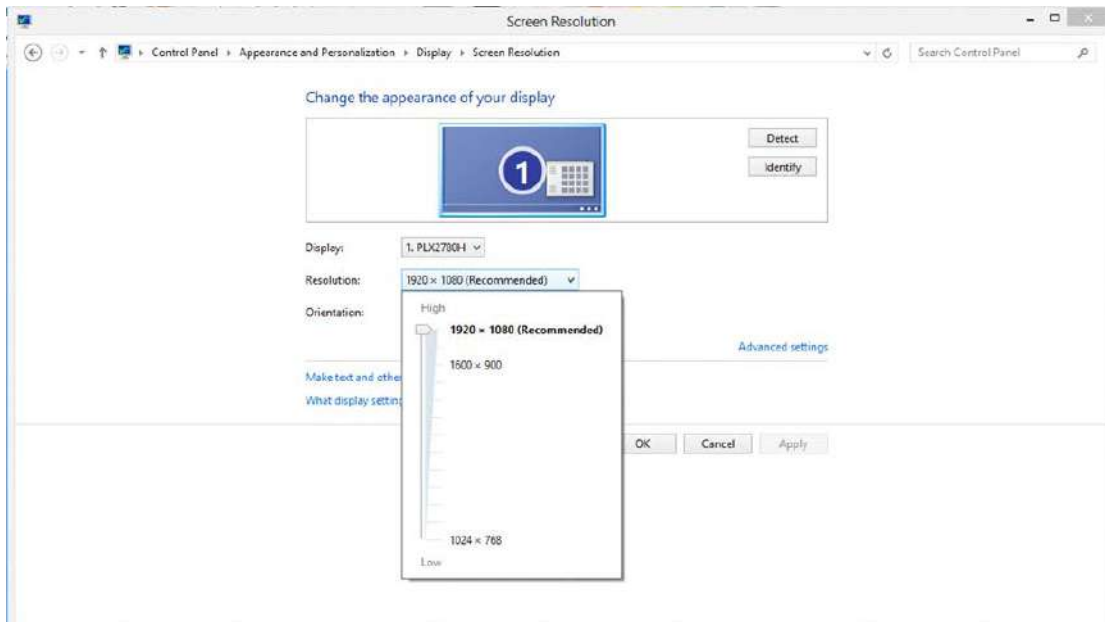 Screen Resolution
Control Panel Appearance and Personalization Display Screen Resolution
Search Control Panel
Change the appearance of your display
1
Detect
Identify
Display: 1. PLX2780H
Resolution: 1920 × 1080 (Recommended)
Orientation:
High
1920 × 1080 (Recommended)
1600 × 900
1024 × 768
Low
Advanced settings
Make text and othe
What display setting
OK Cancel Apply